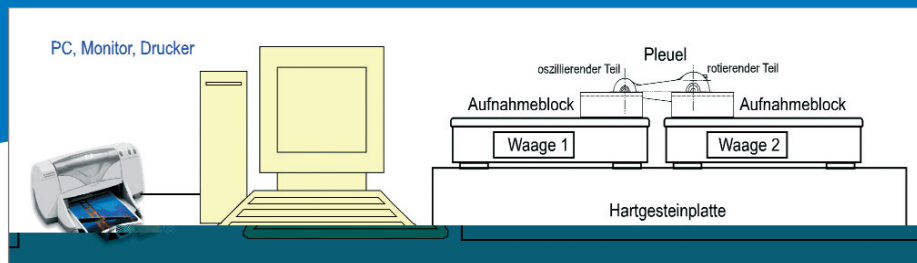 PC, Monitor, Drucker
Pleuel
oszillierender Teil
rotierender Teil
Aufnahmeblock
Aufnahmeblock
Waage 1
Waage 2
Hartgesteinplatte